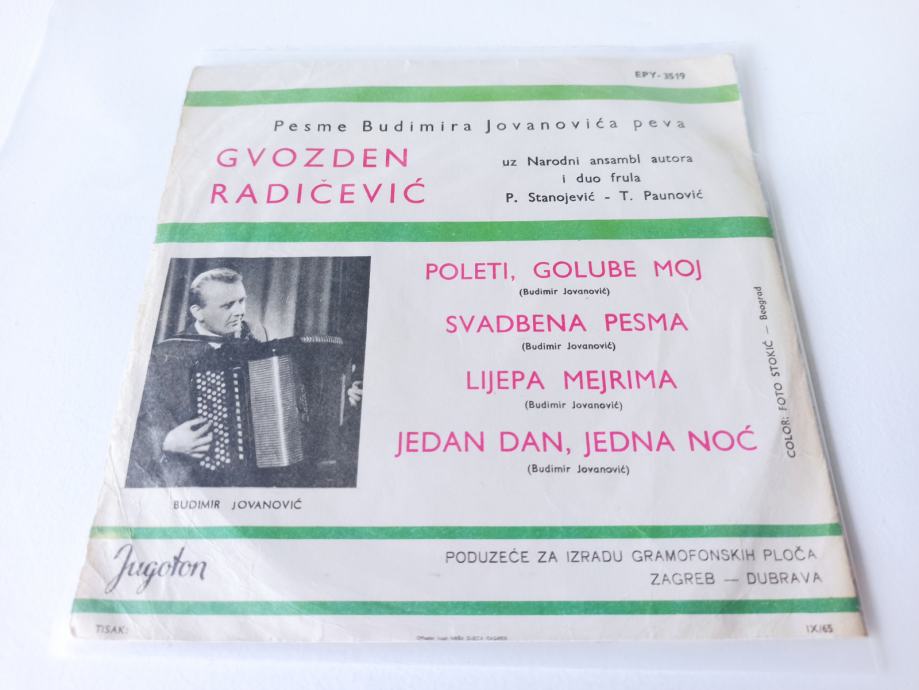 EPY-3519
Pesme Budimira Jovanovića peva
GVOZDEN
RADIČEVIĆ
uz Narodni ansambl autora
i duo frula
P. Stanojević - T. Paunović
POLETI, GOLUBE MOJ
(Budimir Jovanović)
SVADBENA PESMA
(Budimir Jovanović)
LIJEPA MEJRIMA
(Budimir Jovanović)
JEDAN DAN, JEDNA NOĆ
(Budimir Jovanović)
COLOR: FOTO STOKIĆ — Beograd
BUDIMIR JOVANOVIĆ
Jugoton
PODUZEĆE ZA IZRADU GRAMOFONSKIH PLOČA
ZAGREB — DUBRAVA
TISAK:
ZAGREB
IX/65